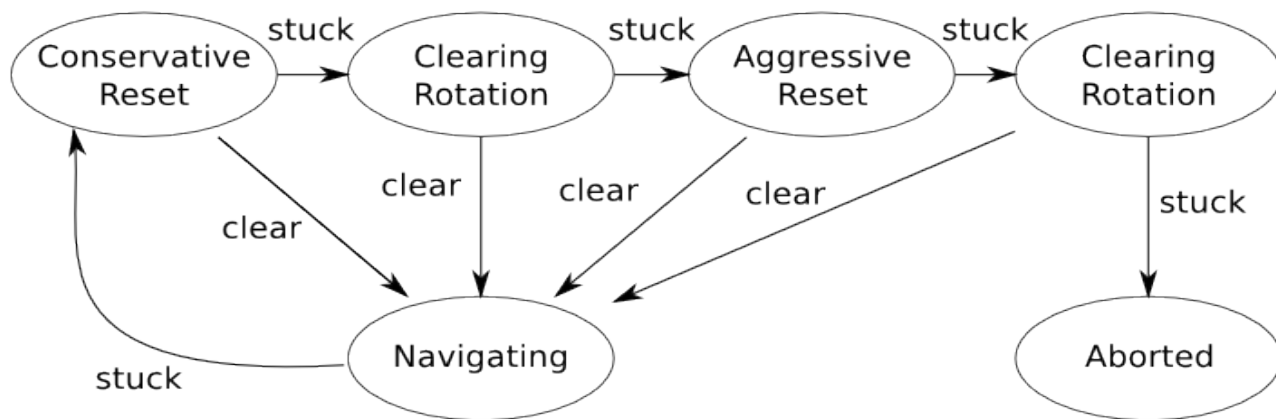 stuck
stuck
stuck
Conservative
Reset
Clearing
Rotation
Aggressive
Reset
Clearing
Rotation
clear
clear
clear
clear
stuck
Navigating
Aborted
stuck